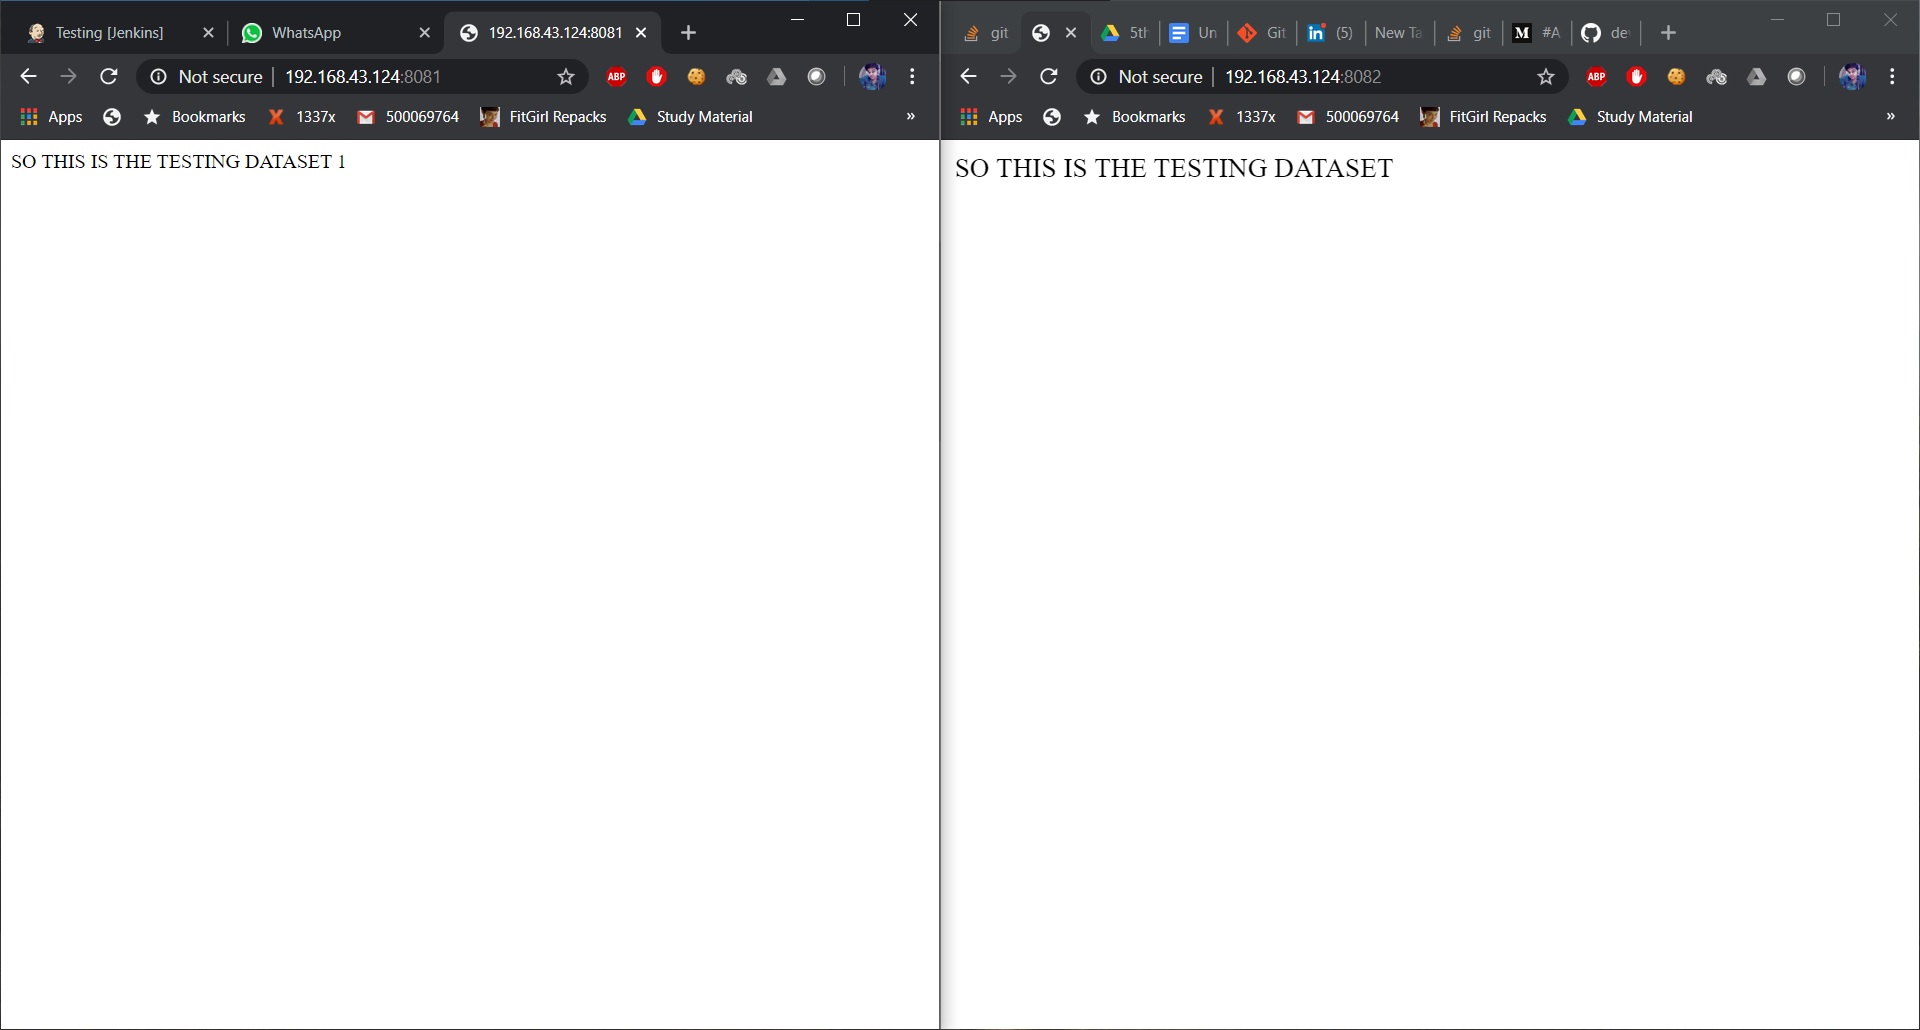 Testing [Jenkins]
WhatsApp
192.168.43.124:8081
Not secure
192.168.43.124:8081
ABP
Apps
Bookmarks
1337x
500069764
FitGirl Repacks
Study Material
»
SO THIS IS THE TESTING DATASET 1
git
5th
Un
Git
in
(5)
New Ta
git
M
#A
de
Not secure
192.168.43.124:8082
ABP
Apps
Bookmarks
1337x
500069764
FitGirl Repacks
Study Material
»
SO THIS IS THE TESTING DATASET